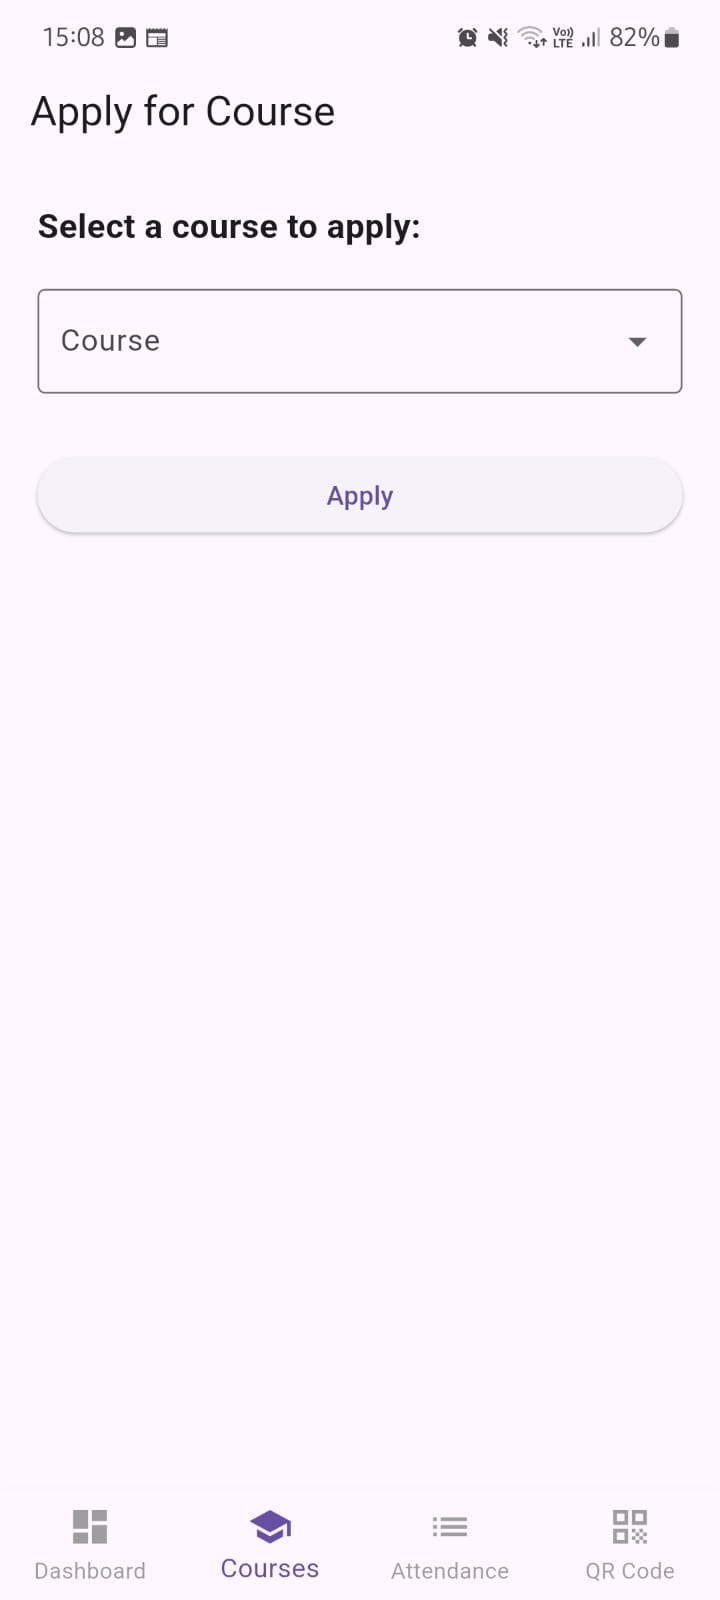 15:08 Vo)) LTE 82%
Apply for Course
Select a course to apply:
Course
Apply
Dashboard Courses Attendance QR Code